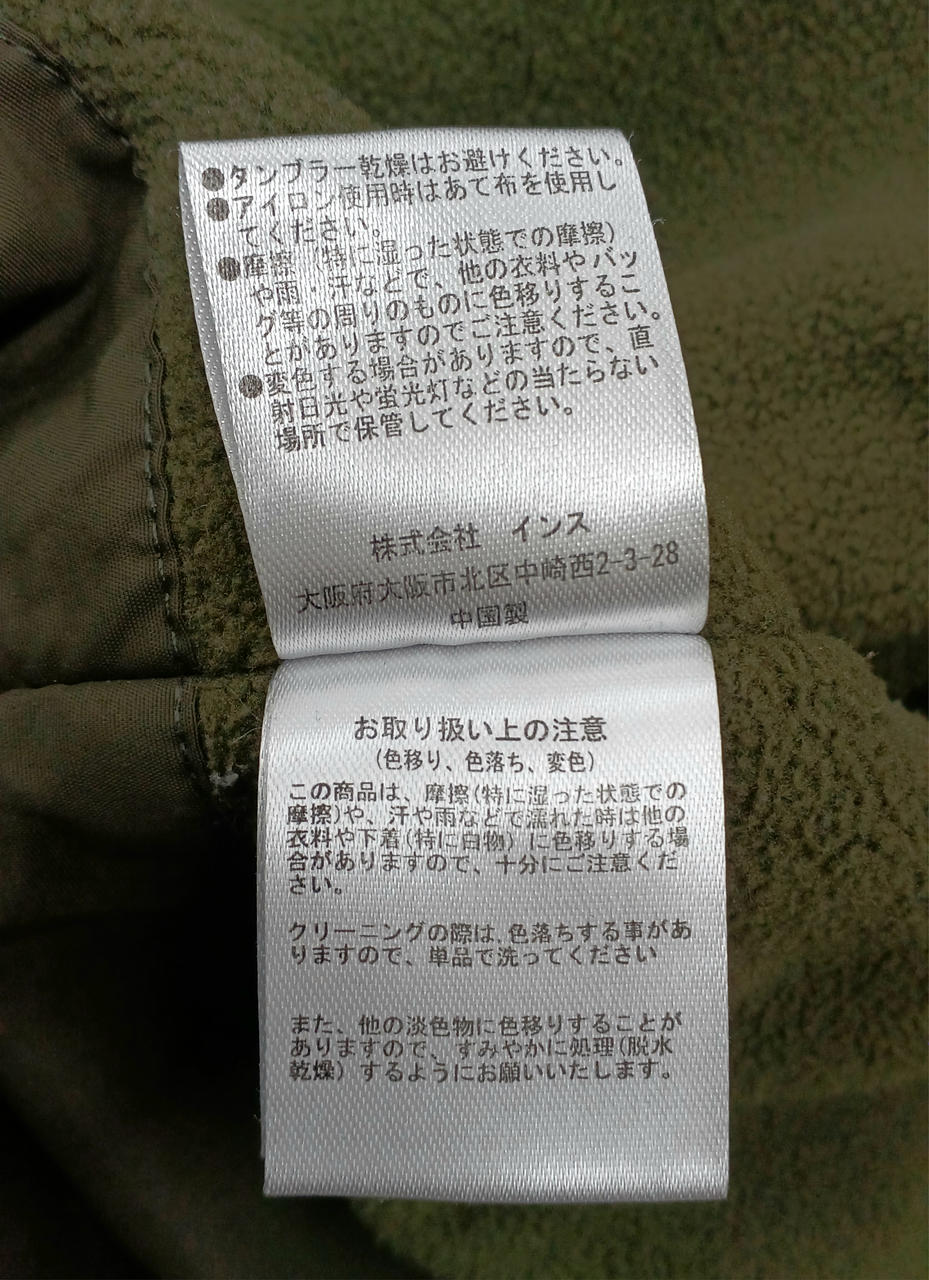 ●タンブラー乾燥はお避けください。
●アイロン使用時はあて布を使用し
てください。
●摩擦(特に湿った状態での摩擦)
や雨・汗などで、他の衣料やバッ
グ等の周りのものに色移りするこ
とがありますのでご注意ください。
●変色する場合がありますので、直
射日光や蛍光灯などの当たらない
場所で保管してください。
株式会社 インス
大阪府大阪市北区中崎西2-3-28
中国製
お取り扱い上の注意
(色移り、色落ち、変色)
この商品は、摩擦(特に湿った状態での
摩擦)や、汗や雨などで濡れた時は他の
衣料や下着(特に白物)に色移りする場
合がありますので、十分にご注意くだ
さい。
クリーニングの際は、色落ちする事があ
りますので、単品で洗ってください
また、他の淡色物に色移りすることが
ありますので、すみやかに処理(脱水
乾燥)するようにお願いいたします。